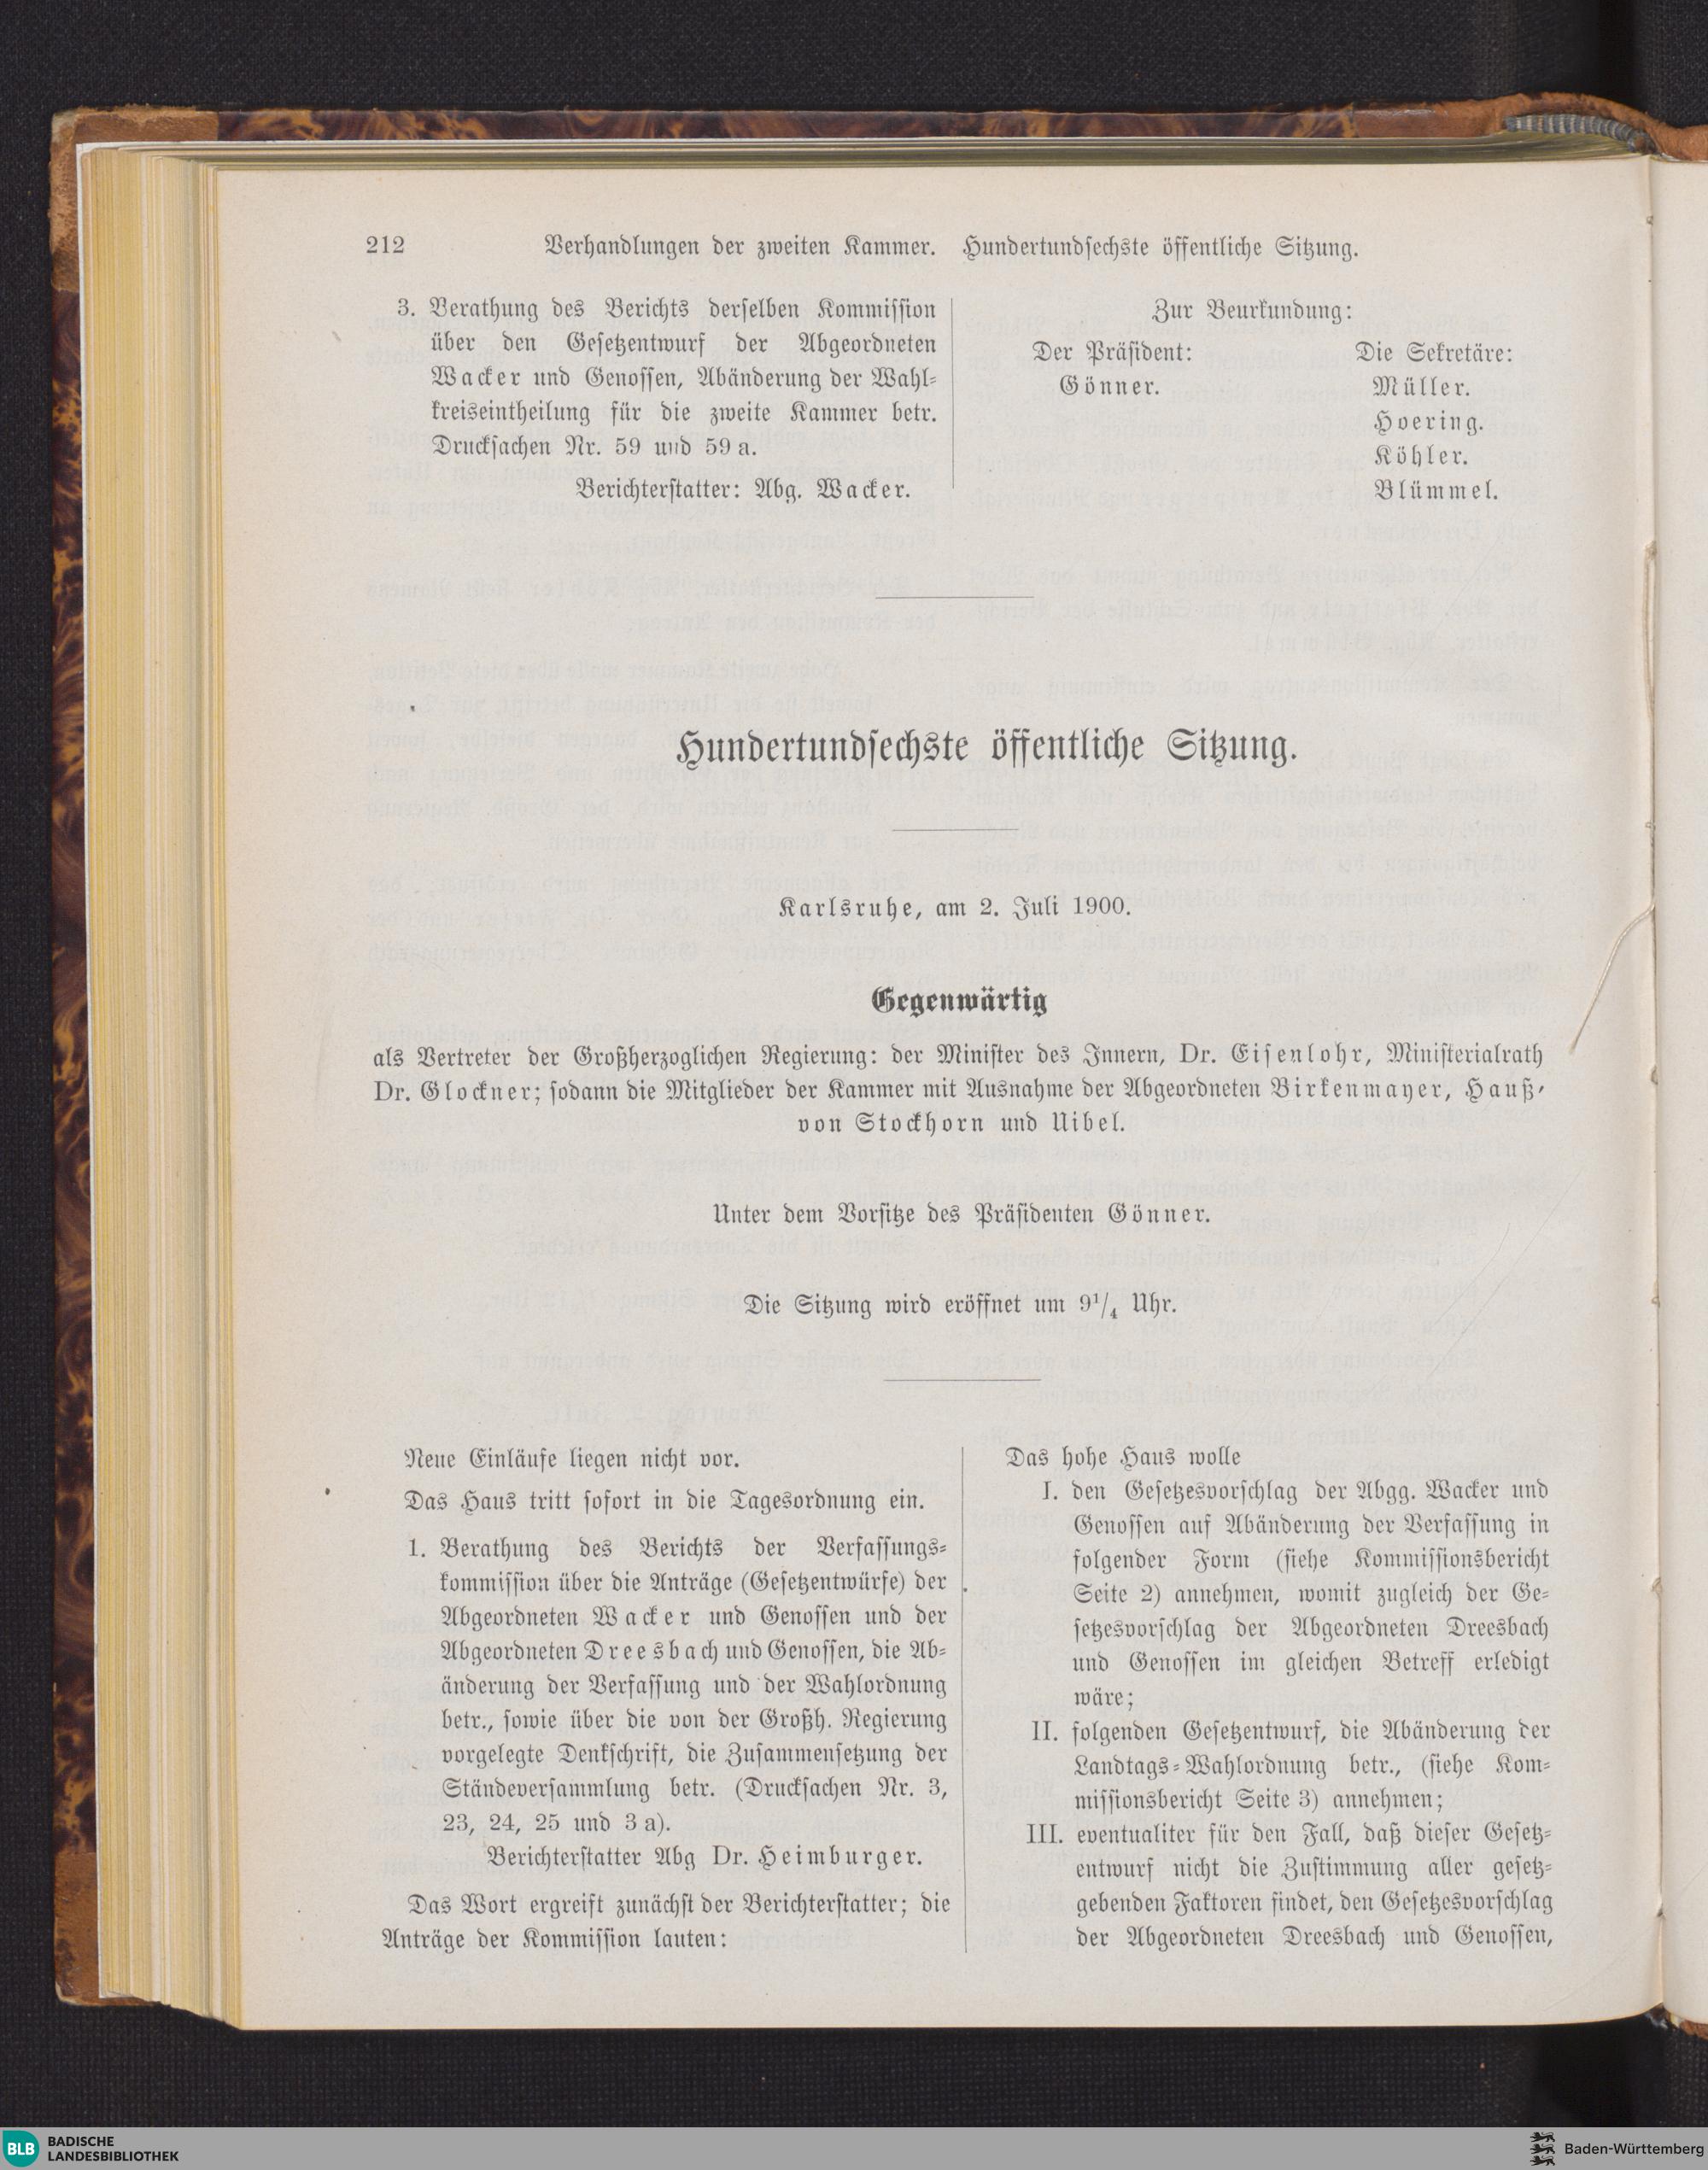 212 Verhandlungen der zweiten Kammer. Hundertundsechste öffentliche Sitzung.
3. Berathung des Berichts derselben Kommission
über den Gesetzentwurf der Abgeordneten
Wacker und Genossen, Abänderung der Wahl-
kreiseintheilung für die zweite Kammer betr.
Drucksachen Nr. 59 und 59 a.
Berichterstatter: Abg. Wacker.
Zur Beurkundung:
Der Präsident: Die Sekretäre:
Gönner. Müller.
Hoering.
Köhler.
Blümmel.
Hundertundsechste öffentliche Sitzung.
Karlsruhe, am 2. Juli 1900.
Gegenwärtig
als Vertreter der Großherzoglichen Regierung: der Minister des Innern, Dr. Eisenlohr, Ministerialrath
Dr. Glockner; sodann die Mitglieder der Kammer mit Ausnahme der Abgeordneten Birkenmayer, Hauß,
von Stockhorn und Uibel.
Unter dem Vorsitze des Präsidenten Gönner.
Die Sitzung wird eröffnet um 9¹/₄ Uhr.
Neue Einläufe liegen nicht vor.
Das Haus tritt sofort in die Tagesordnung ein.
1. Berathung des Berichts der Verfassungs-
kommission über die Anträge (Gesetzentwürfe) der
Abgeordneten Wacker und Genossen und der
Abgeordneten Dreesbach und Genossen, die Ab-
änderung der Verfassung und der Wahlordnung
betr., sowie über die von der Großh. Regierung
vorgelegte Denkschrift, die Zusammensetzung der
Ständeversammlung betr. (Drucksachen Nr. 3,
23, 24, 25 und 3 a).
Berichterstatter Abg Dr. Heimburger.
Das Wort ergreift zunächst der Berichterstatter; die
Anträge der Kommission lauten:
Das hohe Haus wolle
I. den Gesetzesvorschlag der Abgg. Wacker und
Genossen auf Abänderung der Verfassung in
folgender Form (siehe Kommissionsbericht
Seite 2) annehmen, womit zugleich der Ge-
setzesvorschlag der Abgeordneten Dreesbach
und Genossen im gleichen Betreff erledigt
wäre;
II. folgenden Gesetzentwurf, die Abänderung der
Landtags-Wahlordnung betr., (siehe Kom-
missionsbericht Seite 3) annehmen;
III. eventualiter für den Fall, daß dieser Gesetz-
entwurf nicht die Zustimmung aller gesetz-
gebenden Faktoren findet, den Gesetzesvorschlag
der Abgeordneten Dreesbach und Genossen,
BLB BADISCHE
LANDESBIBLIOTHEK
Baden-Württemberg